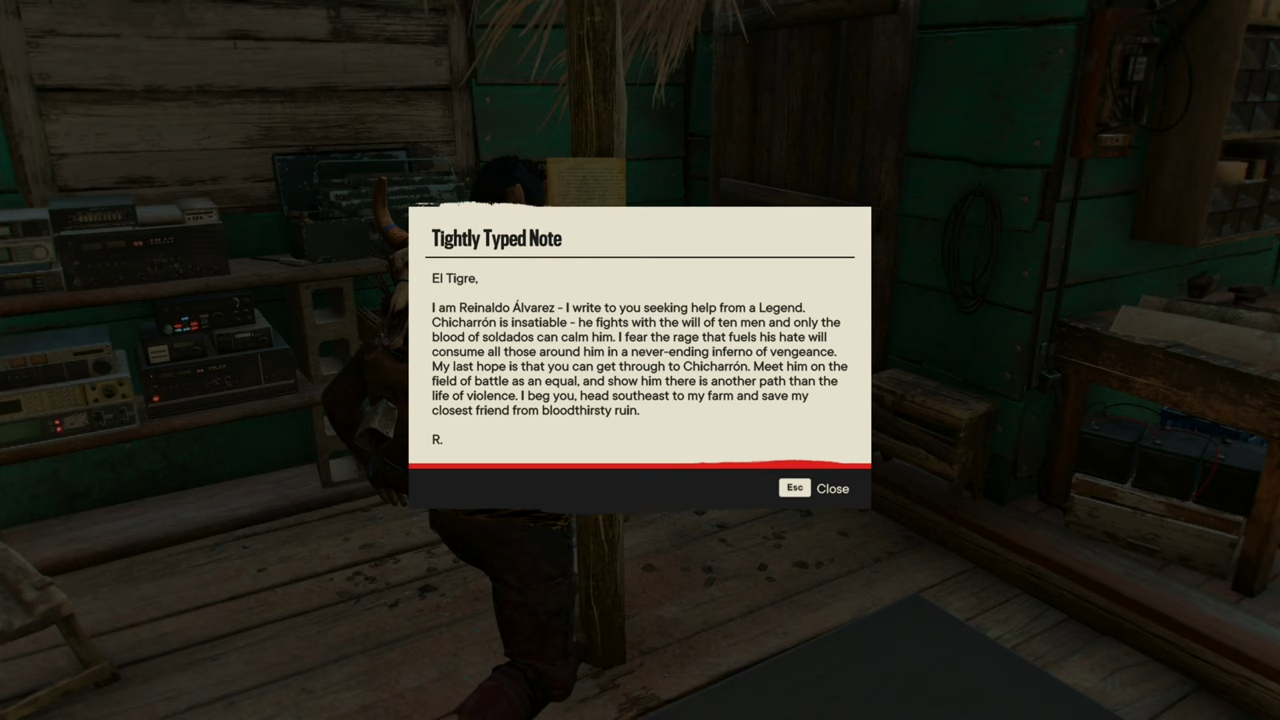 Tightly Typed Note
El Tigre,
I am Reinaldo Álvarez - I write to you seeking help from a Legend.
Chicharrón is insatiable - he fights with the will of ten men and only the
blood of soldados can calm him. I fear the rage that fuels his hate will
consume all those around him in a never-ending inferno of vengeance.
My last hope is that you can get through to Chicharrón. Meet him on the
field of battle as an equal, and show him there is another path than the
life of violence. I beg you, head southeast to my farm and save my
closest friend from bloodthirsty ruin.
R.
Esc Close